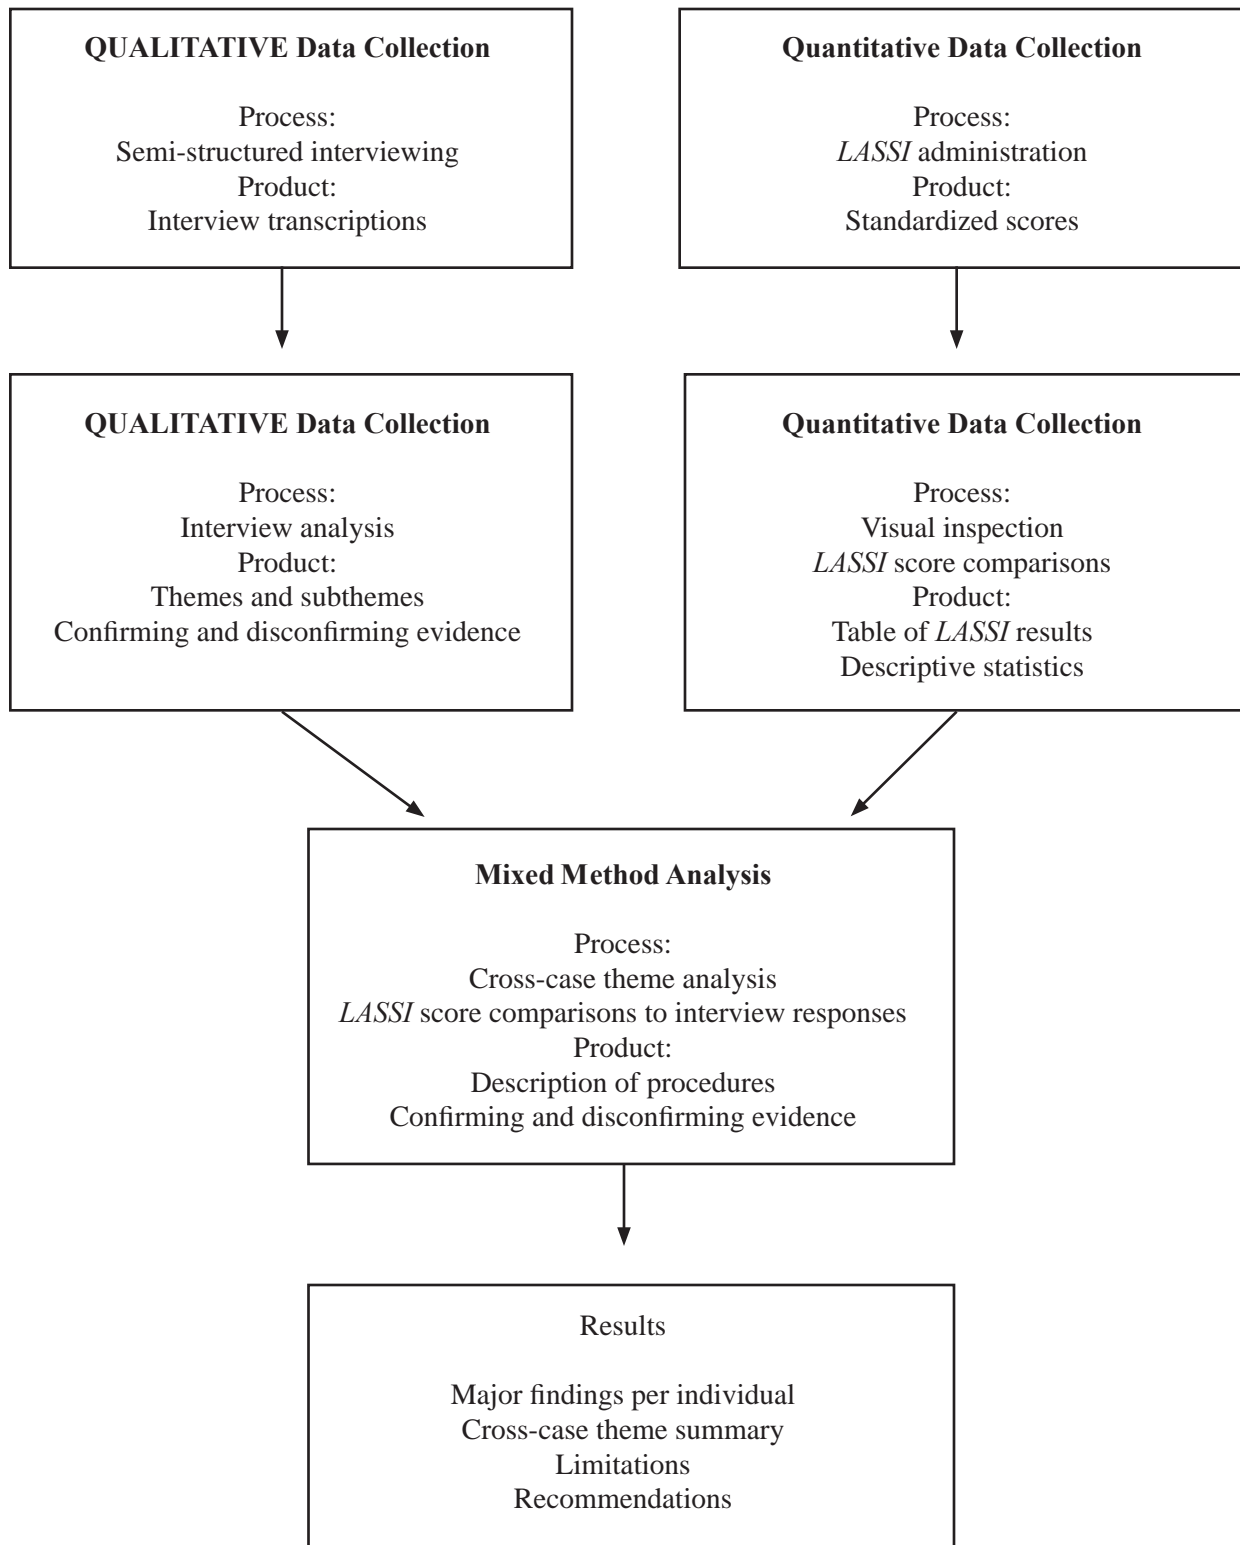 QUALITATIVE Data Collection
Process:
Semi-structured interviewing
Product:
Interview transcriptions
Quantitative Data Collection
Process:
LASSI administration
Product:
Standardized scores
QUALITATIVE Data Collection
Process:
Interview analysis
Product:
Themes and subthemes
Confirming and disconfirming evidence
Quantitative Data Collection
Process:
Visual inspection
LASSI score comparisons
Product:
Table of LASSI results
Descriptive statistics
Mixed Method Analysis
Process:
Cross-case theme analysis
LASSI score comparisons to interview responses
Product:
Description of procedures
Confirming and disconfirming evidence
Results
Major findings per individual
Cross-case theme summary
Limitations
Recommendations